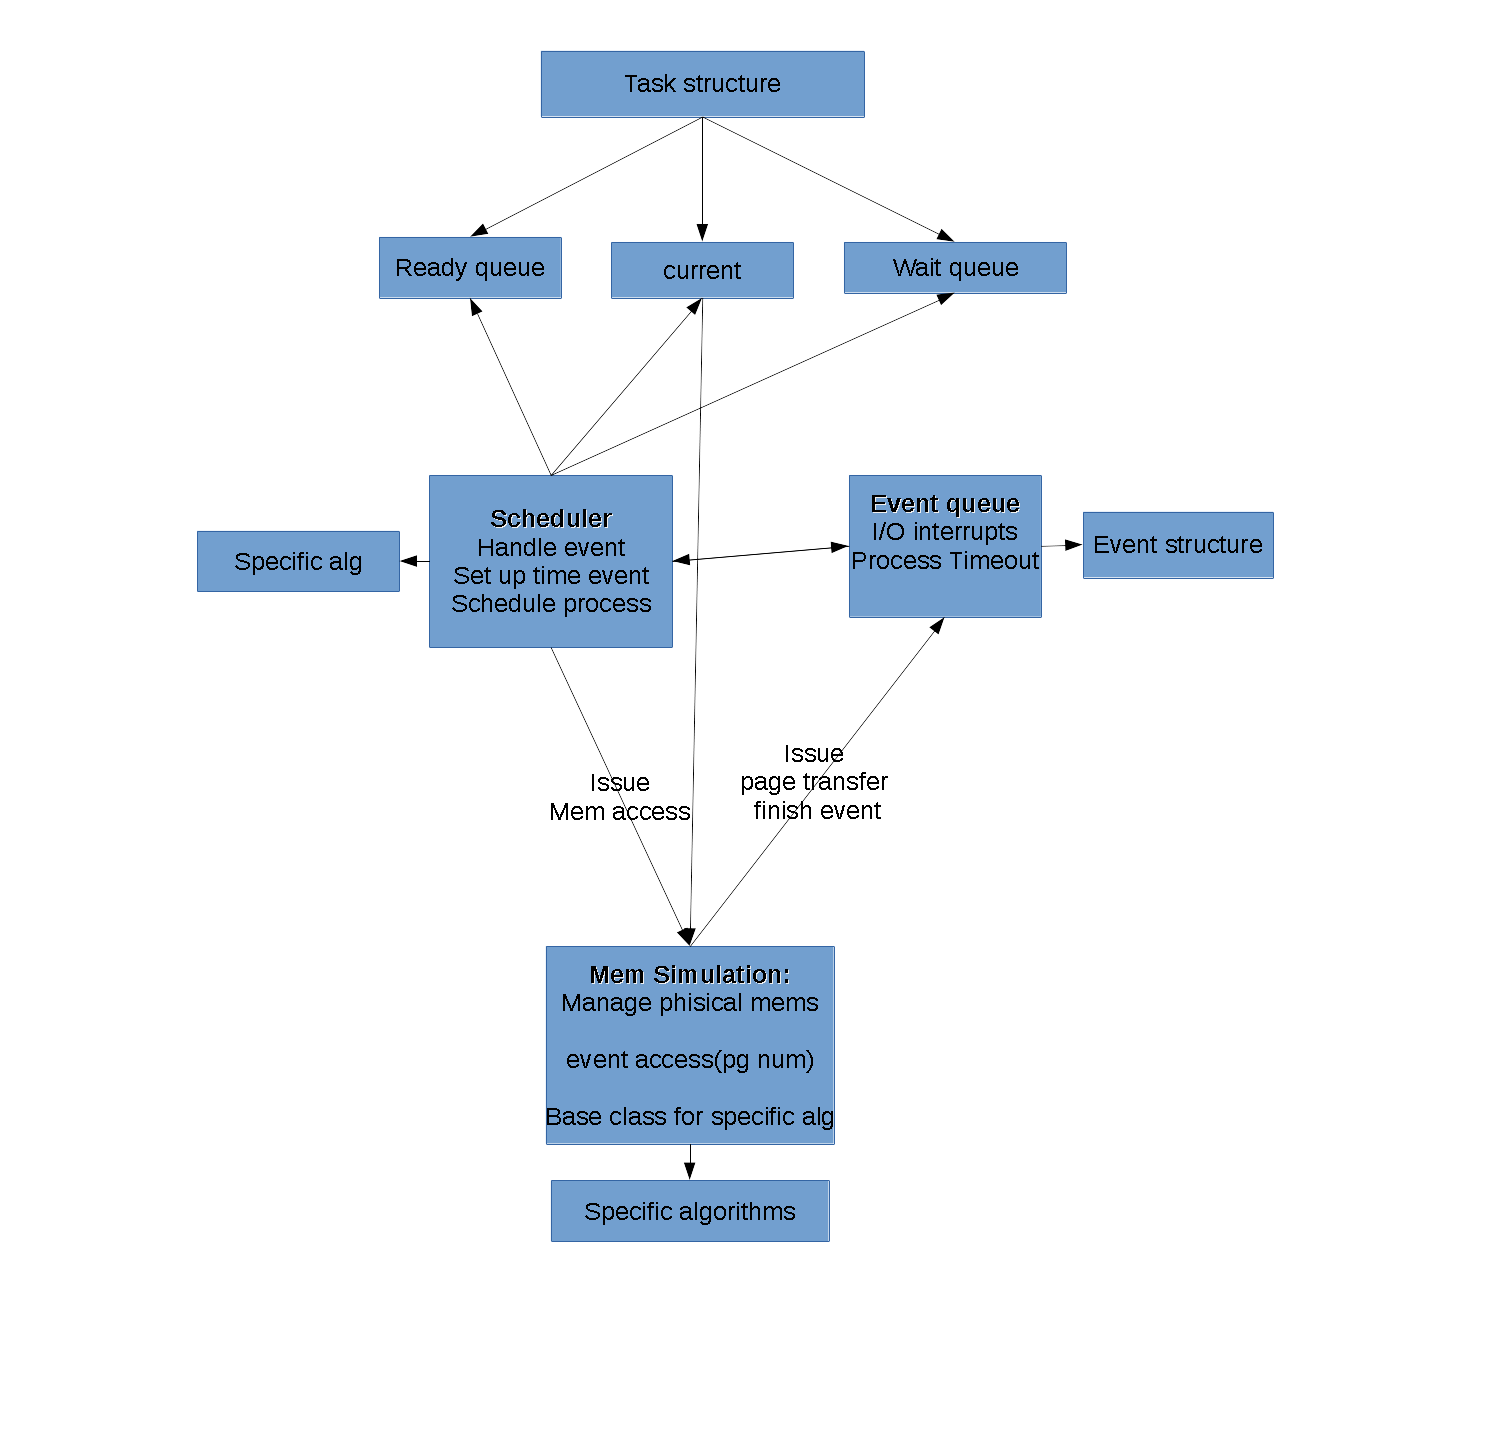 Task structure
Ready queue
current
Wait queue
Scheduler
Handle event
Set up time event
Schedule process
Event queue
I/O interrupts
Process Timeout
Specific alg
Event structure
Issue
Mem access
Issue
page transfer
finish event
Mem Simulation:
Manage phisical mems
event access(pg num)
Base class for specific alg
Specific algorithms